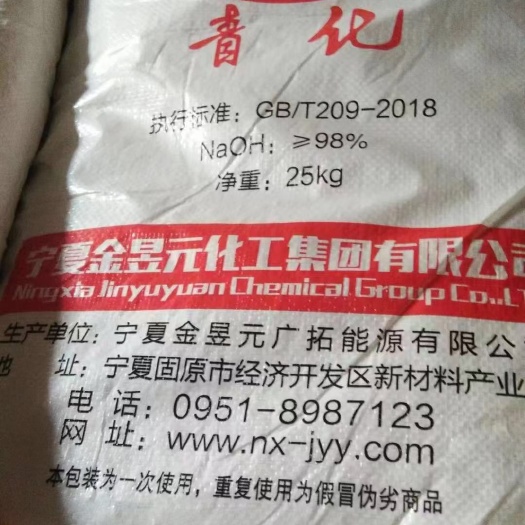 青化
执行标准：GB/T209-2018
NaOH：≥98%
净重：25kg
宁夏金昱元化工集团有限公司
Ningxia Jinyuyuan Chemical Group Co.,LT
生产单位：宁夏金昱元广拓能源有限公
地 址：宁夏固原市经济开发区新材料产业
电 话：0951-8987123
网 址：www.nx-jyy.com
本包装为一次使用，重复使用为假冒伪劣商品